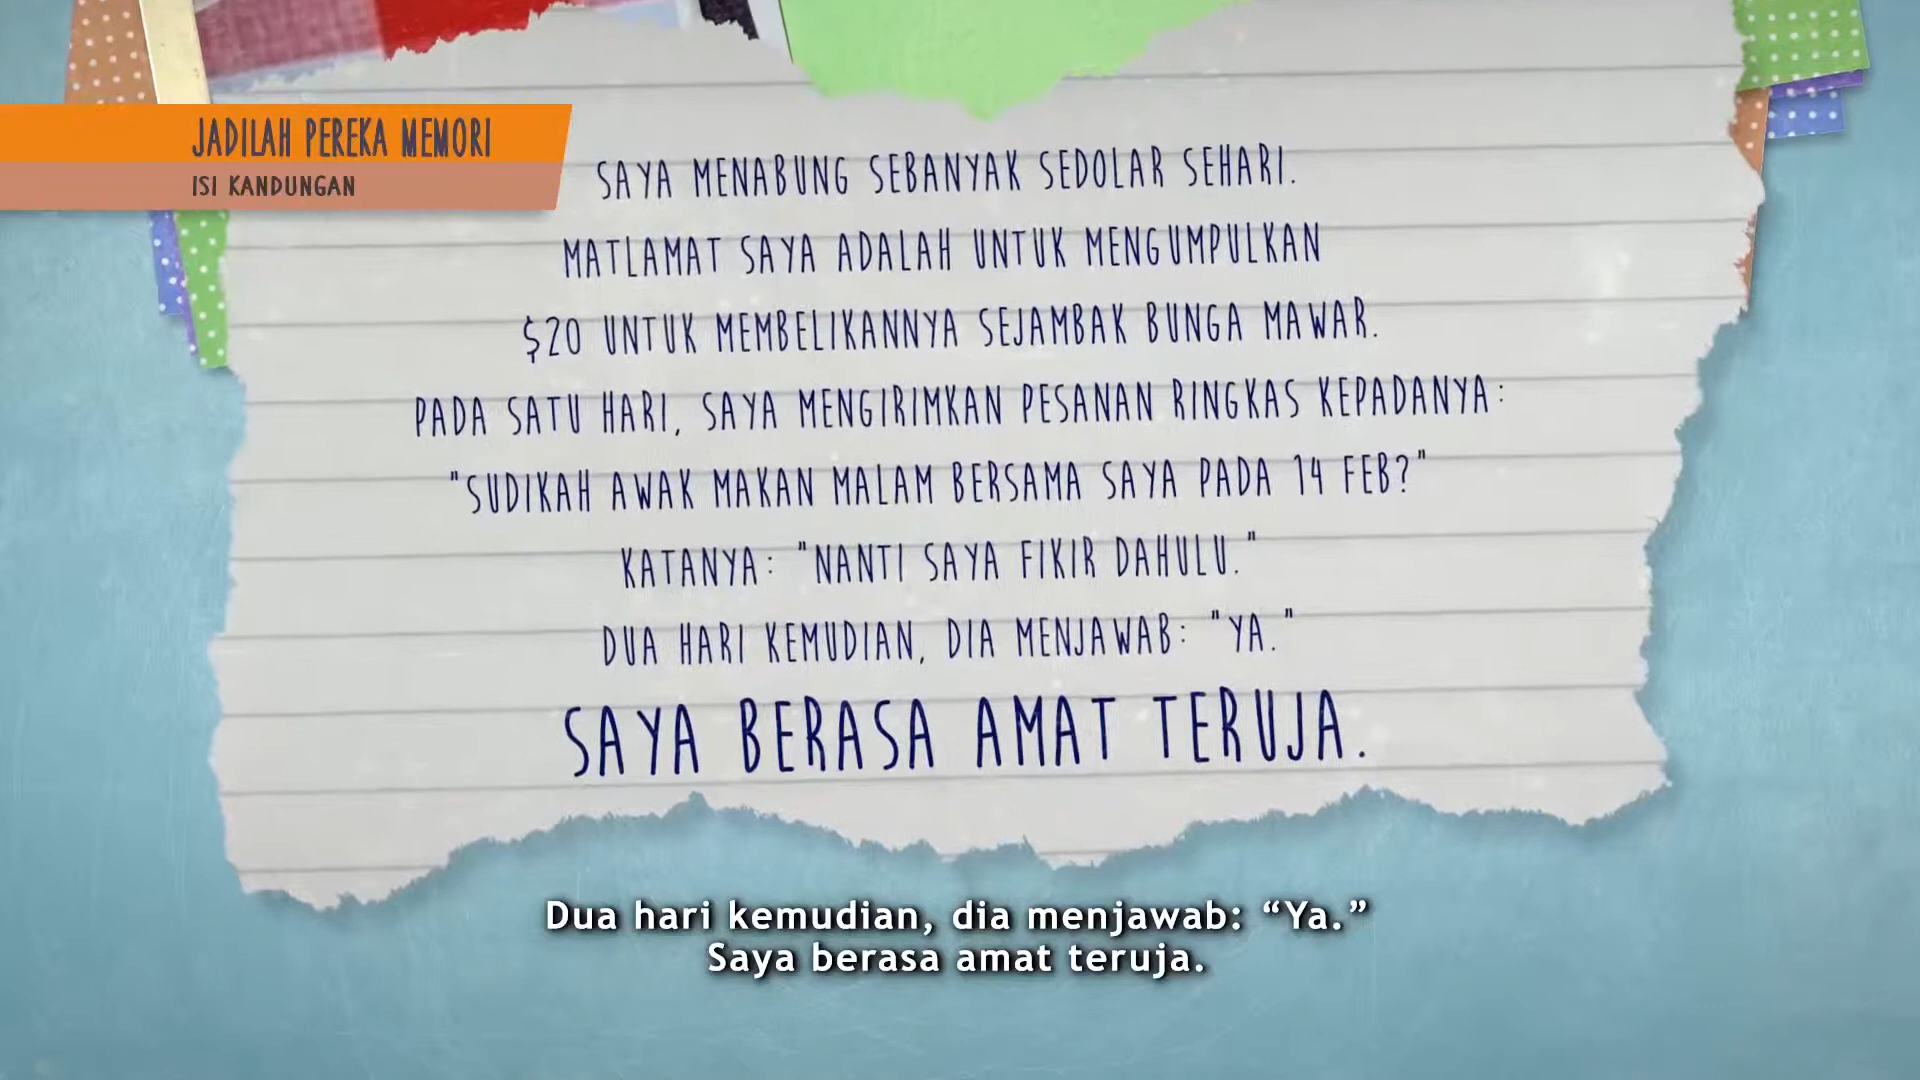 JADILAH PEREKA MEMORI
ISI KANDUNGAN
SAYA MENABUNG SEBANYAK SEDOLAR SEHARI.
MATLAMAT SAYA ADALAH UNTUK MENGUMPULKAN
$20 UNTUK MEMBELIKANNYA SEJAMBAK BUNGA MAWAR.
PADA SATU HARI, SAYA MENGIRIMKAN PESANAN RINGKAS KEPADANYA:
"SUDIKAH AWAK MAKAN MALAM BERSAMA SAYA PADA 14 FEB?"
KATANYA: "NANTI SAYA FIKIR DAHULU."
DUA HARI KEMUDIAN, DIA MENJAWAB: "YA."
SAYA BERASA AMAT TERUJA.
Dua hari kemudian, dia menjawab: “Ya.”
Saya berasa amat teruja.